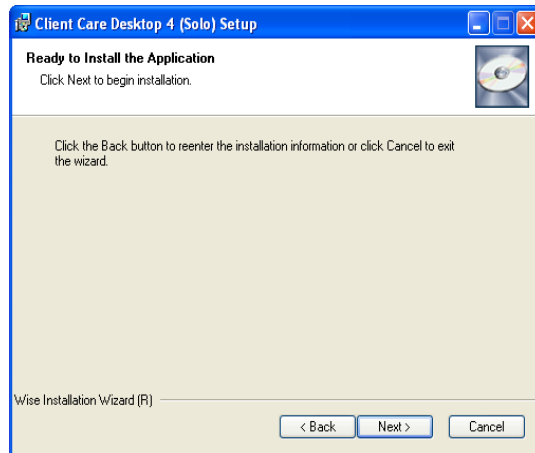 Client Care Desktop 4 (Solo) Setup
Ready to Install the Application
Click Next to begin installation.
Click the Back button to reenter the installation information or click Cancel to exit
the wizard.
Wise Installation Wizard (R)
< Back Next > Cancel